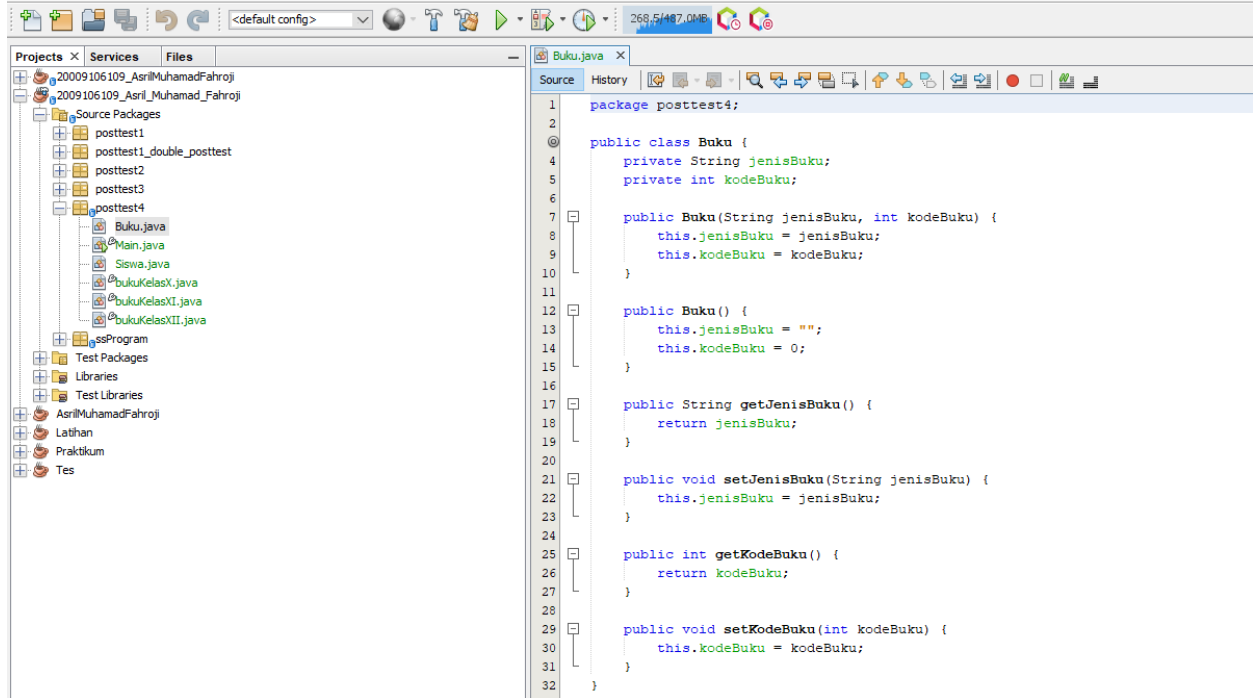 <default config>
268.5/487.0MB
Projects Services Files
20009106109_AsrilMuhamadFahroji
2009106109_Asril_Muhamad_Fahroji
Source Packages
posttest1
posttest1_double_posttest
posttest2
posttest3
posttest4
Buku.java
Main.java
Siswa.java
bukuKelasX.java
bukuKelasXI.java
bukuKelasXII.java
ssProgram
Test Packages
Libraries
Test Libraries
AsrilMuhamadFahroji
Latihan
Praktikum
Tes
Buku.java
Source History
1 package posttest4;
2
public class Buku {
4 private String jenisBuku;
5 private int kodeBuku;
6
7 public Buku(String jenisBuku, int kodeBuku) {
8 this.jenisBuku = jenisBuku;
9 this.kodeBuku = kodeBuku;
10 }
11
12 public Buku() {
13 this.jenisBuku = "";
14 this.kodeBuku = 0;
15 }
16
17 public String getJenisBuku() {
18 return jenisBuku;
19 }
20
21 public void setJenisBuku(String jenisBuku) {
22 this.jenisBuku = jenisBuku;
23 }
24
25 public int getKodeBuku() {
26 return kodeBuku;
27 }
28
29 public void setKodeBuku(int kodeBuku) {
30 this.kodeBuku = kodeBuku;
31 }
32 }